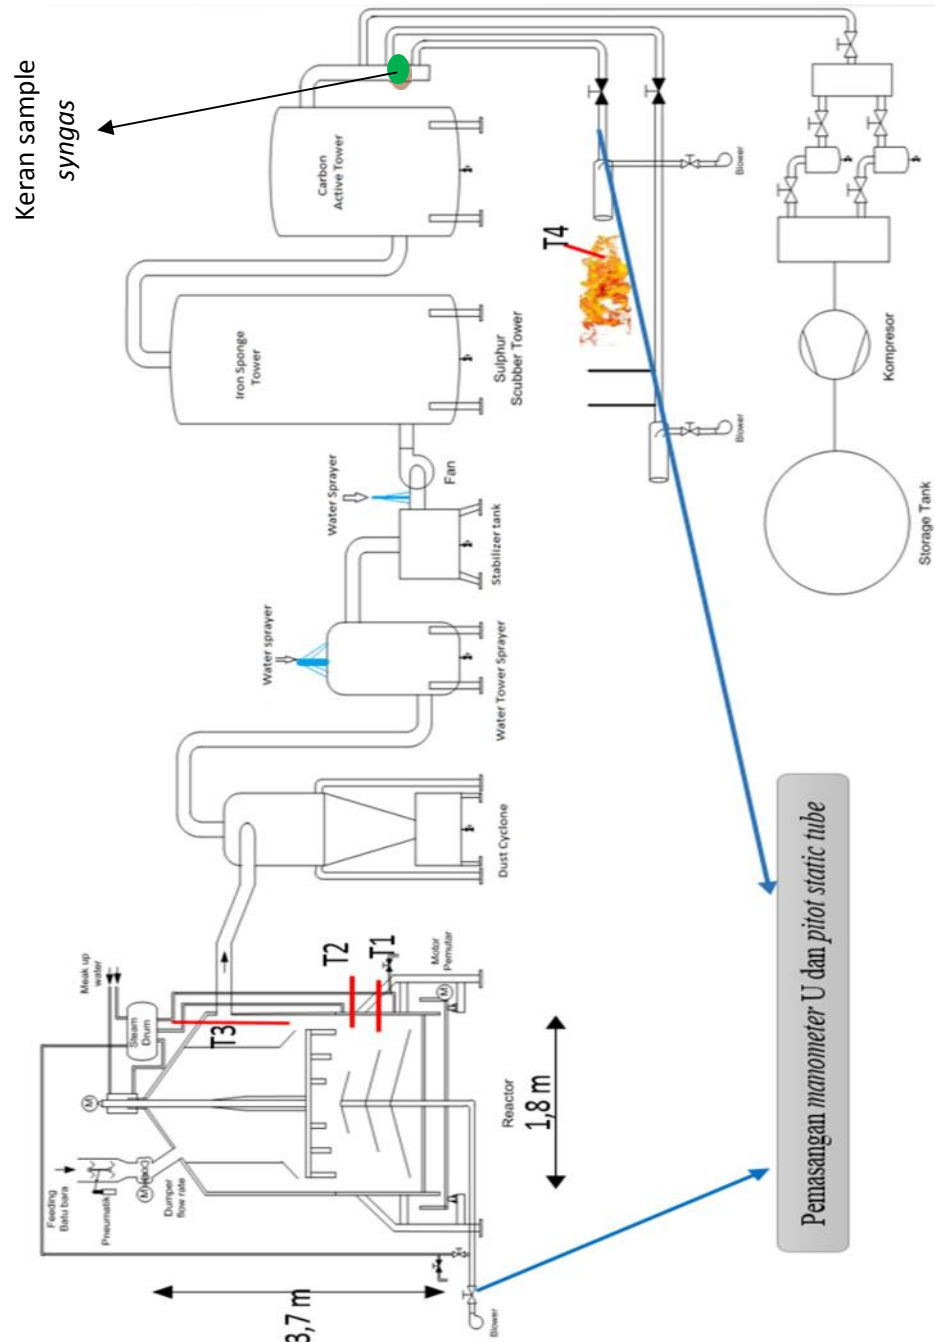 Keran sample
syngas
Carbon
Active Tower
Iron Sponge
Tower
Sulphur
Scubber Tower
Water Sprayer
Fan
Stabilizer tank
Water sprayer
Water Tower Sprayer
Dust Cyclone
Meak up
water
Steam
Drum
T3
T2
T1
Motor
Pemutar
M
M
M
Feeding
Batu bara
Pneumatik
Dumper
flow rate
Reactor
1,8 m
3,7 m
Blower
T4
Blower
Blower
Kompresor
Storage Tank
Pemasangan manometer U dan pitot static tube